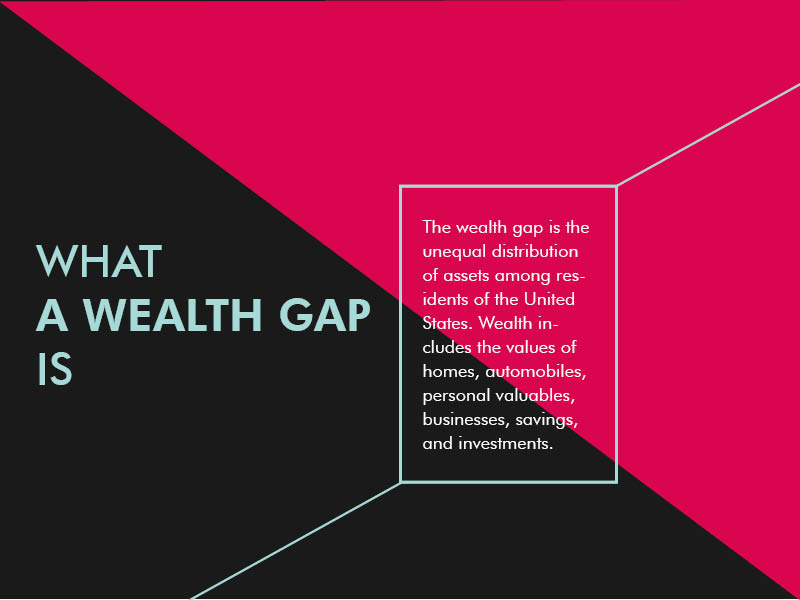 WHAT
A WEALTH GAP
IS
The wealth gap is the
unequal distribution
of assets among res-
idents of the United
States. Wealth in-
cludes the values of
homes, automobiles,
personal valuables,
businesses, savings,
and investments.